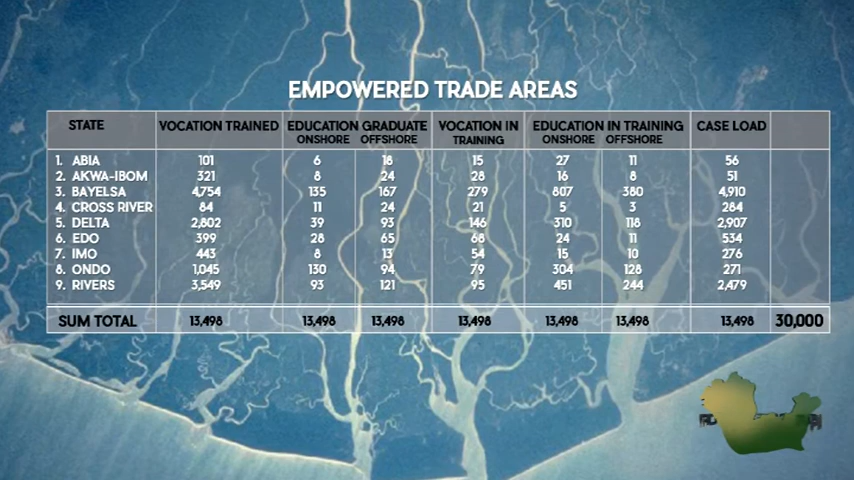 EMPOWERED TRADE AREAS
STATE VOCATION TRAINED EDUCATION GRADUATE VOCATION IN EDUCATION IN TRAINING CASE LOAD
ONSHORE OFFSHORE TRAINING ONSHORE OFFSHORE
1. ABIA 101 6 18 15 27 11 56
2. AKWA-IBOM 321 8 24 28 16 8 51
3. BAYELSA 4,754 135 167 279 807 380 4,910
4. CROSS RIVER 84 11 24 21 5 3 284
5. DELTA 2,802 39 93 146 310 118 2,907
6. EDO 399 28 65 68 24 11 534
7. IMO 443 8 13 54 15 10 276
8. ONDO 1,045 130 94 79 304 128 271
9. RIVERS 3,549 93 121 95 451 244 2,479
SUM TOTAL 13,498 13,498 13,498 13,498 13,498 13,498 13,498 30,000